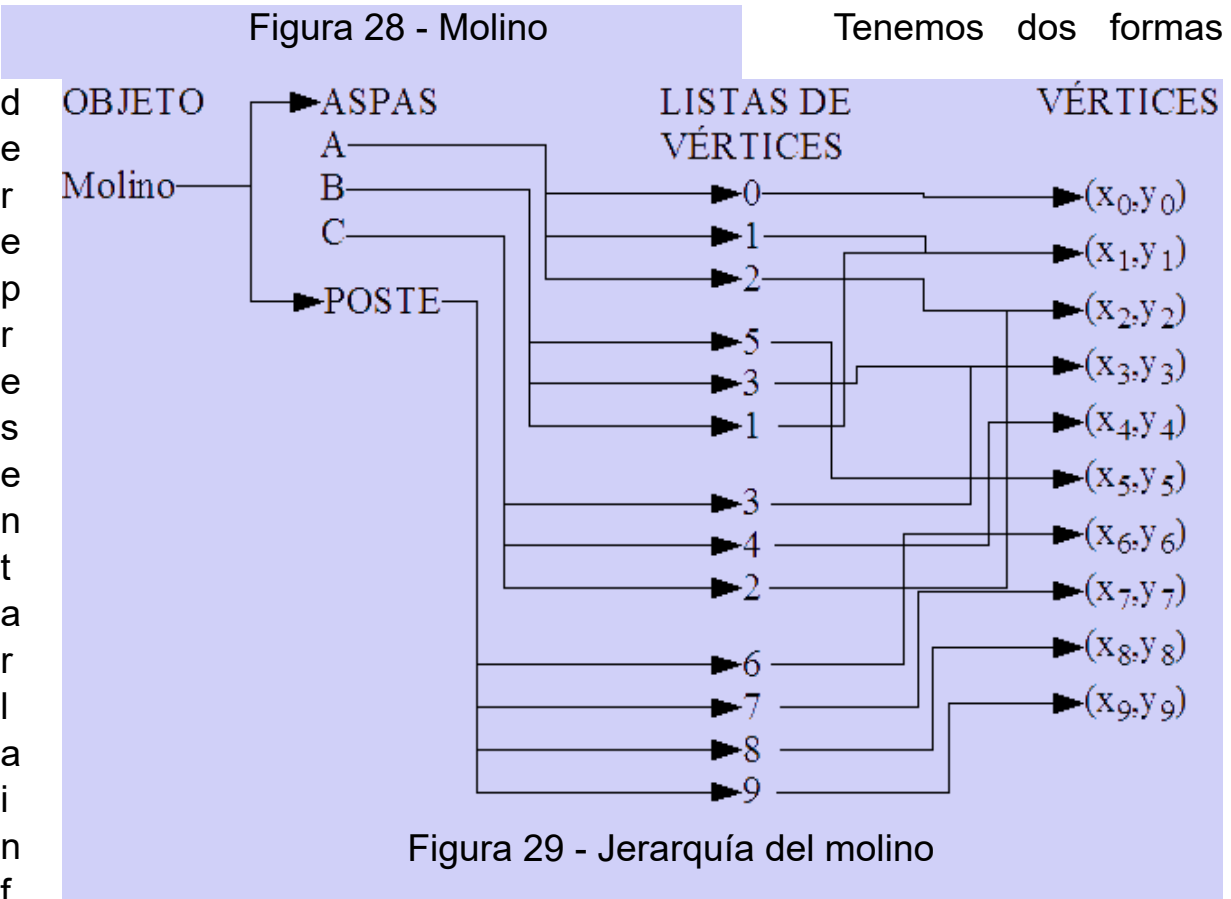 Figura 28 - Molino
Tenemos dos formas
d
e
r
e
p
r
e
s
e
n
t
a
r
l
a
i
n
f
OBJETO
Molino
ASPAS
A
B
C
POSTE
LISTAS DE
VÉRTICES
0
1
2
5
3
1
3
4
2
6
7
8
9
VÉRTICES
(x0,y0)
(x1,y1)
(x2,y2)
(x3,y3)
(x4,y4)
(x5,y5)
(x6,y6)
(x7,y7)
(x8,y8)
(x9,y9)
Figura 29 - Jerarquía del molino